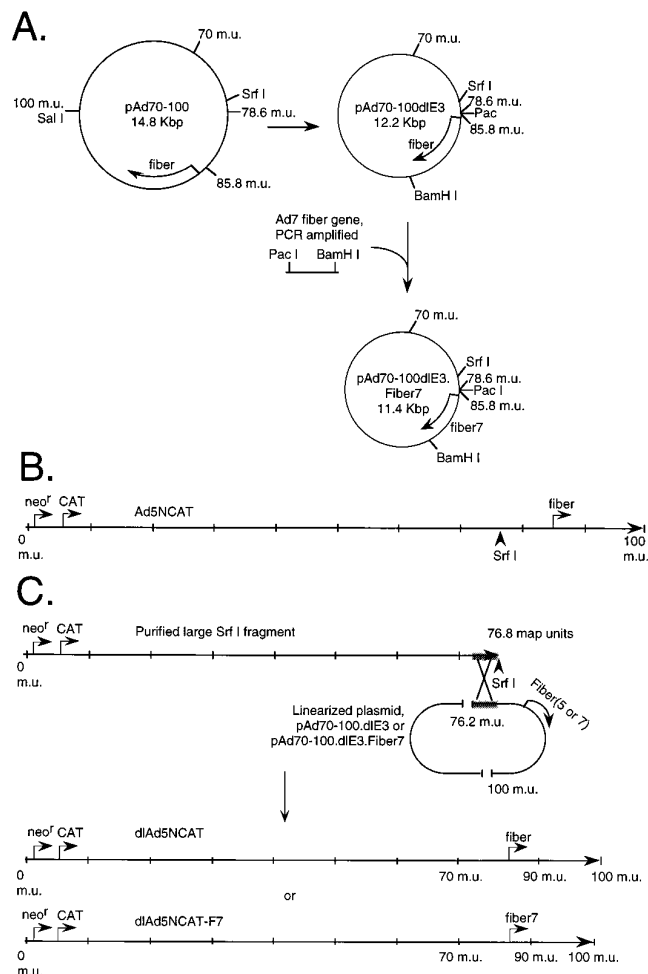 A.
70 m.u.
Srf I
78.6 m.u.
100 m.u.
Sal I
pAd70-100
14.8 Kbp
fiber
85.8 m.u.
70 m.u.
Srf I
78.6 m.u.
Pac
85.8 m.u.
pAd70-100dlE3
12.2 Kbp
fiber
BamH I
Ad7 fiber gene,
PCR amplified
Pac I BamH I
70 m.u.
Srf I
78.6 m.u.
Pac I
85.8 m.u.
pAd70-100dlE3.
Fiber7
11.4 Kbp
fiber7
BamH I
B.
neor CAT Ad5NCAT fiber
0
m.u.
Srf I
100
m.u.
C.
neor CAT Purified large Srf I fragment 76.8 map units
0
m.u.
Srf I
Fiber(5 or 7)
Linearized plasmid,
pAd70-100.dlE3 or
pAd70-100.dlE3.Fiber7
76.2 m.u.
100 m.u.
neor CAT dlAd5NCAT fiber
0
m.u.
70 m.u. 90 m.u. 100 m.u.
or
neor CAT dlAd5NCAT-F7 fiber7
0
m.u.
70 m.u. 90 m.u. 100 m.u.